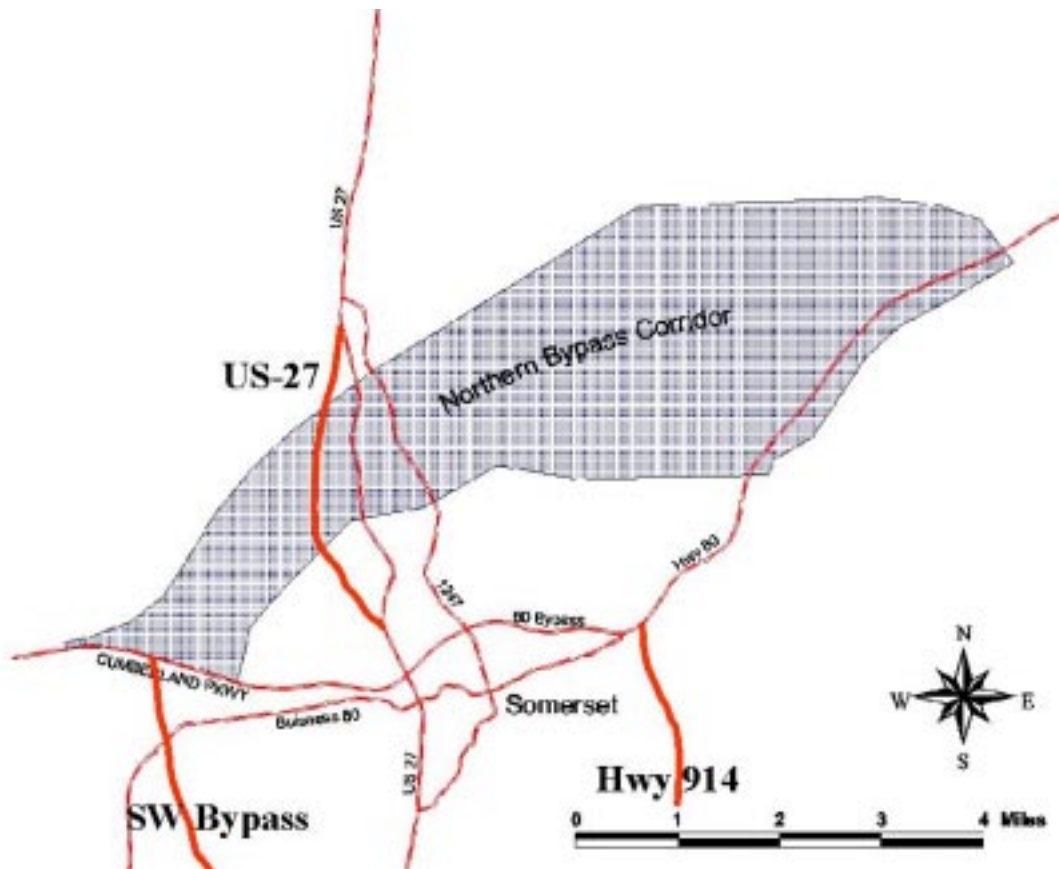 US 27
US-27
Northern Bypass Corridor
Hwy 80
1247
80 Bypass
CUMBERLAND PKWY
Buisness 80
Somerset
US 27
SW Bypass
Hwy 914
N
W
E
S
0 1 2 3 4 Miles